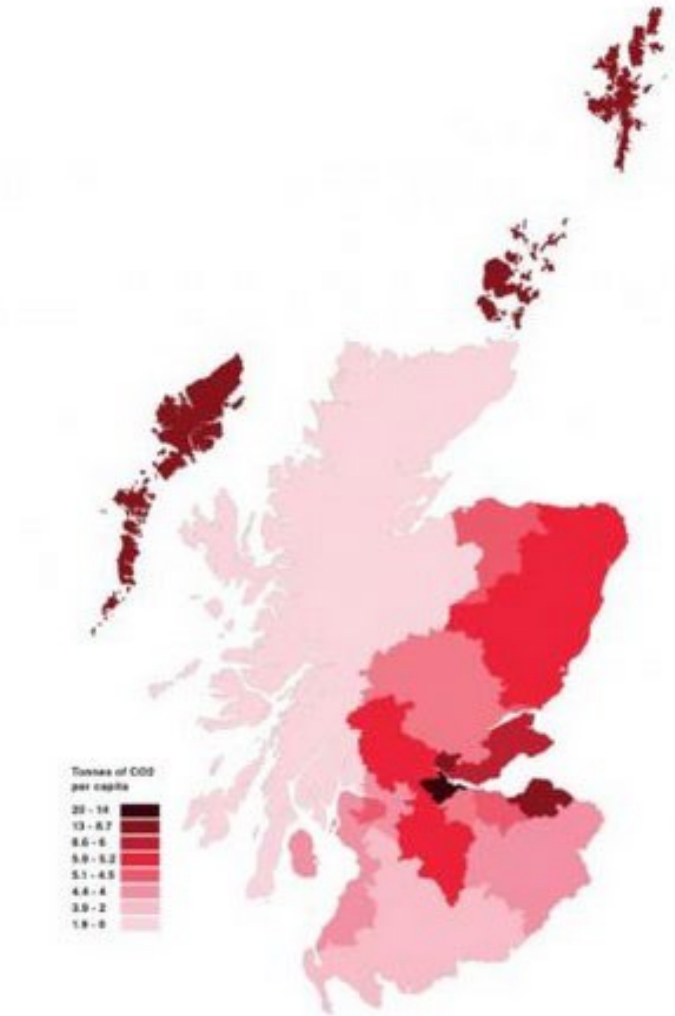 Tonnes of CO2
per capita
20 - 14
13 - 8.7
8.6 - 6
5.9 - 5.2
5.1 - 4.5
4.4 - 4
3.9 - 2
1.9 - 0